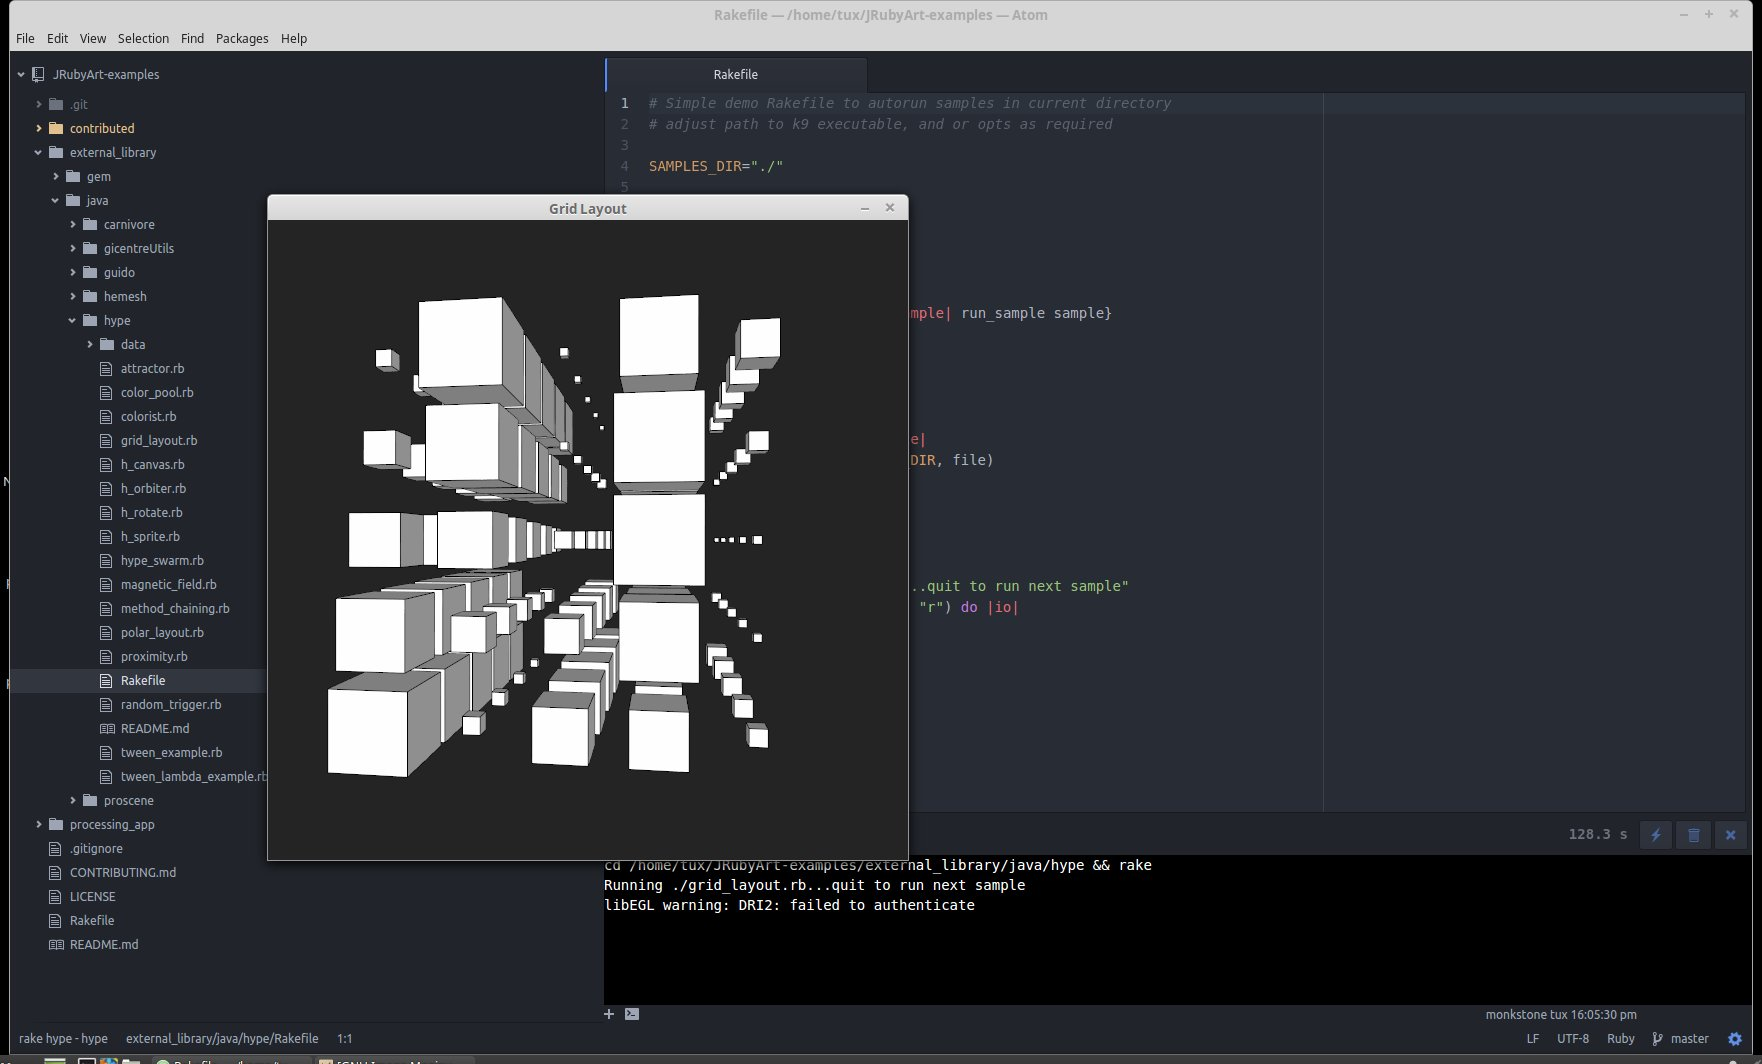 Rakefile — /home/tux/JRubyArt-examples — Atom
File Edit View Selection Find Packages Help
JRubyArt-examples
.git
contributed
external_library
gem
java
carnivore
gicentreUtils
guido
hemesh
hype
data
attractor.rb
color_pool.rb
colorist.rb
grid_layout.rb
h_canvas.rb
h_orbiter.rb
h_rotate.rb
h_sprite.rb
hype_swarm.rb
magnetic_field.rb
method_chaining.rb
polar_layout.rb
proximity.rb
Rakefile
random_trigger.rb
README.md
tween_example.rb
tween_lambda_example.rb
proscene
processing_app
.gitignore
CONTRIBUTING.md
LICENSE
Rakefile
README.md
Rakefile
1 # Simple demo Rakefile to autorun samples in current directory
2 # adjust path to k9 executable, and or opts as required
3
4 SAMPLES_DIR="./"
5
Grid Layout
mple| run_sample sample}
e|
DIR, file)
..quit to run next sample"
"r") do |io|
128.3 s
cd /home/tux/JRubyArt-examples/external_library/java/hype && rake
Running ./grid_layout.rb...quit to run next sample
libEGL warning: DRI2: failed to authenticate
monkstone tux 16:05:30 pm
rake hype - hype external_library/java/hype/Rakefile 1:1
LF UTF-8 Ruby master